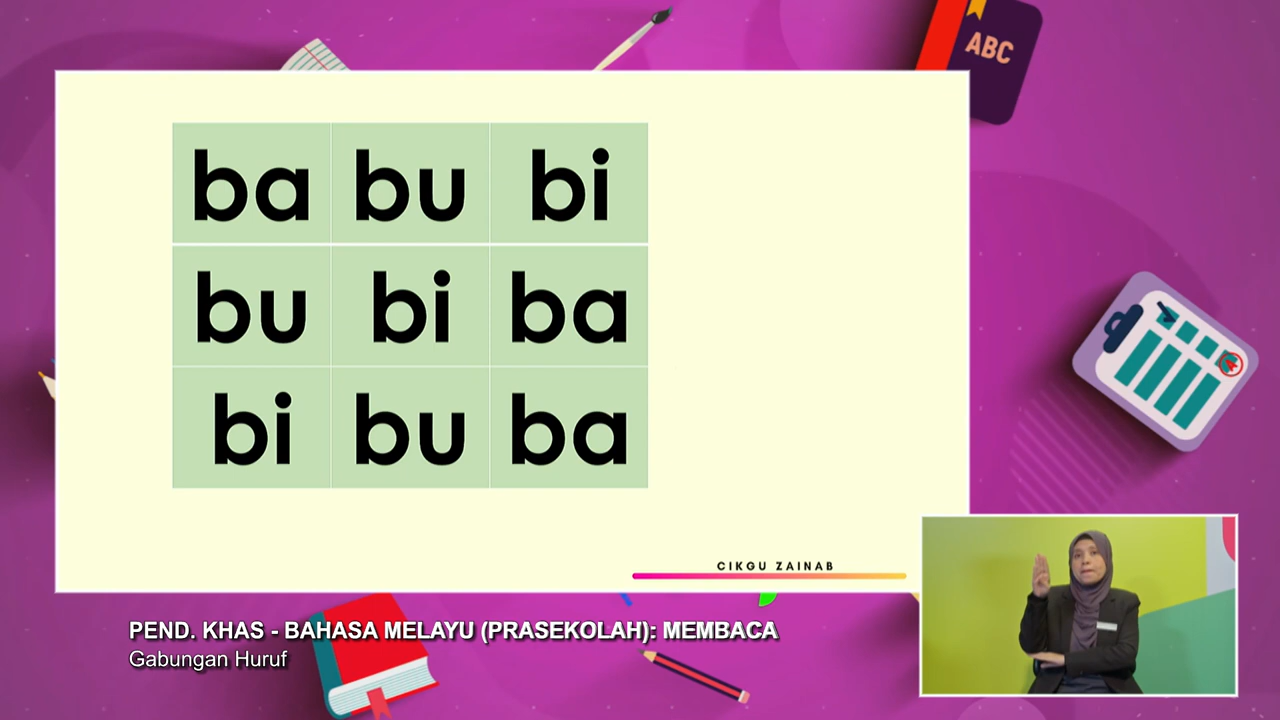 ABC
ba bu bi
bu bi ba
bi bu ba
CIKGU ZAINAB
PEND. KHAS - BAHASA MELAYU (PRASEKOLAH): MEMBACA
Gabungan Huruf